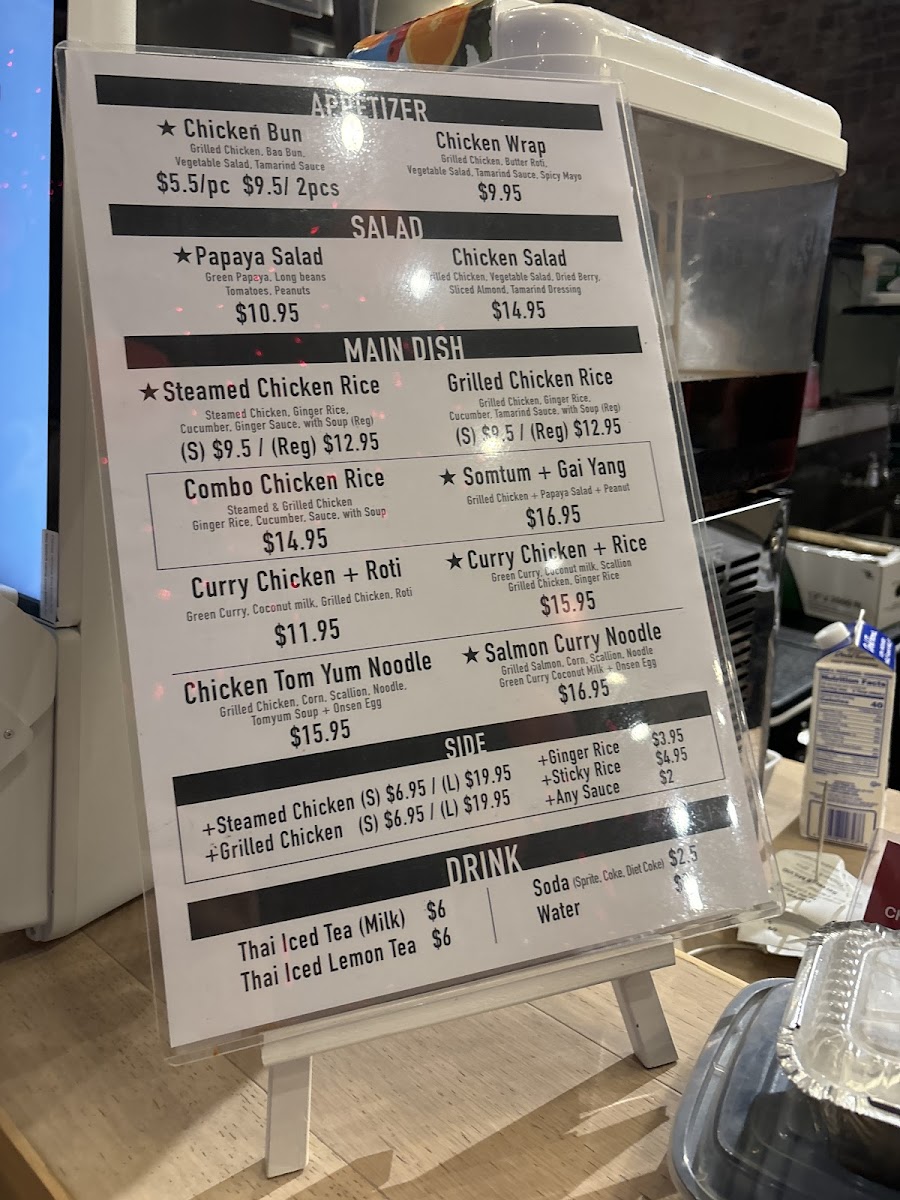 APPETIZER
★ Chicken Bun
Grilled Chicken, Bao Bun,
Vegetable Salad, Tamarind Sauce
$5.5/pc $9.5/ 2pcs
Chicken Wrap
Grilled Chicken, Butter Roti,
Vegetable Salad, Tamarind Sauce, Spicy Mayo
$9.95
SALAD
★ Papaya Salad
Green Papaya, Long beans
Tomatoes, Peanuts
$10.95
Chicken Salad
Grilled Chicken, Vegetable Salad, Dried Berry,
Sliced Almond, Tamarind Dressing
$14.95
MAIN DISH
★ Steamed Chicken Rice
Steamed Chicken, Ginger Rice,
Cucumber, Ginger Sauce, with Soup (Reg)
(S) $9.5 / (Reg) $12.95
Grilled Chicken Rice
Grilled Chicken, Ginger Rice,
Cucumber, Tamarind Sauce, with Soup (Reg)
(S) $9.5 / (Reg) $12.95
Combo Chicken Rice
Steamed & Grilled Chicken
Ginger Rice, Cucumber, Sauce, with Soup
$14.95
★ Somtum + Gai Yang
Grilled Chicken + Papaya Salad + Peanut
$16.95
Curry Chicken + Roti
Green Curry, Coconut milk, Grilled Chicken, Roti
$11.95
★ Curry Chicken + Rice
Green Curry, Coconut milk, Scallion
Grilled Chicken, Ginger Rice
$15.95
Chicken Tom Yum Noodle
Grilled Chicken, Corn, Scallion, Noodle,
Tomyum Soup + Onsen Egg
$15.95
★ Salmon Curry Noodle
Grilled Salmon, Corn, Scallion, Noodle
Green Curry Coconut Milk + Onsen Egg
$16.95
SIDE
+Steamed Chicken (S) $6.95 / (L) $19.95
+Grilled Chicken (S) $6.95 / (L) $19.95
+Ginger Rice $3.95
+Sticky Rice $4.95
+Any Sauce $2
DRINK
Thai Iced Tea (Milk) $6
Thai Iced Lemon Tea $6
Soda (Sprite, Coke, Diet Coke) $2.5
Water
Nutrition Facts
40